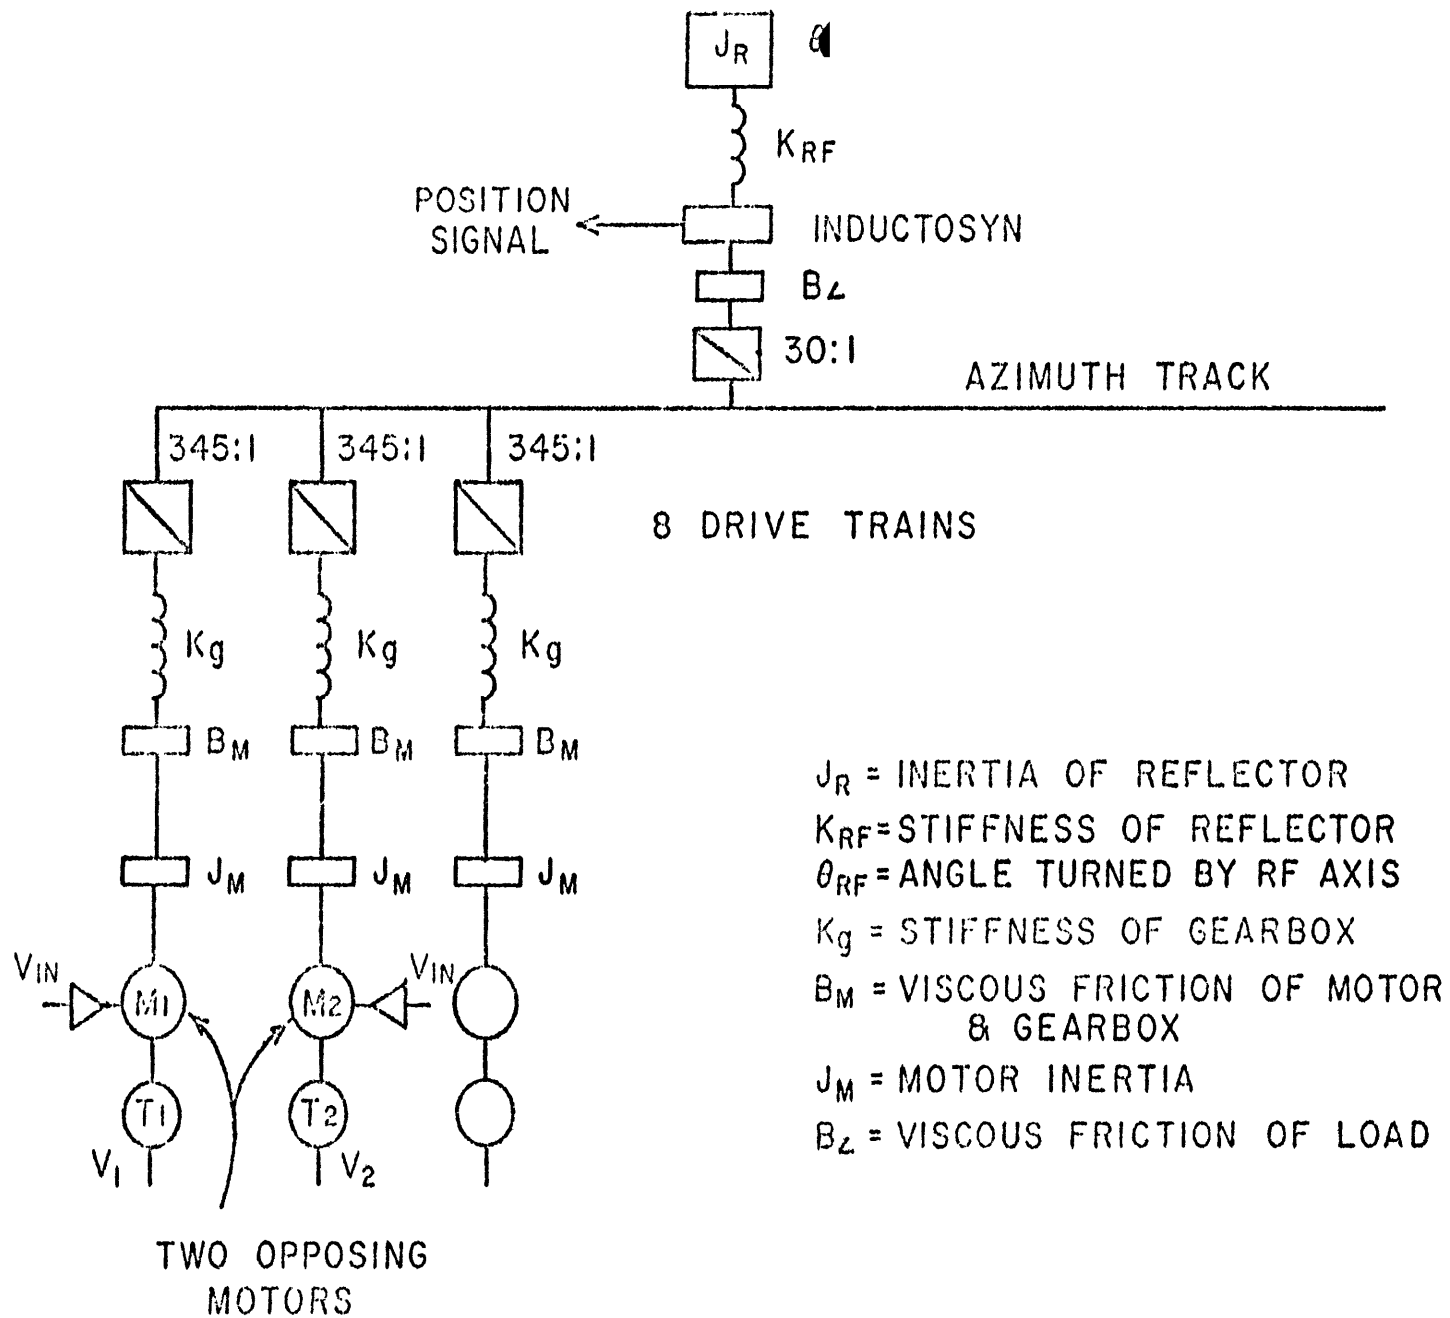 JR θ
KRF
POSITION
SIGNAL
INDUCTOSYN
B∠
30:1
AZIMUTH TRACK
345:1 345:1 345:1
8 DRIVE TRAINS
Kg Kg Kg
BM BM BM
JM JM JM
VIN M1 M2 VIN
T1 T2
V1 V2
TWO OPPOSING
MOTORS
JR = INERTIA OF REFLECTOR
KRF = STIFFNESS OF REFLECTOR
θRF = ANGLE TURNED BY RF AXIS
Kg = STIFFNESS OF GEARBOX
BM = VISCOUS FRICTION OF MOTOR
& GEARBOX
JM = MOTOR INERTIA
B∠ = VISCOUS FRICTION OF LOAD